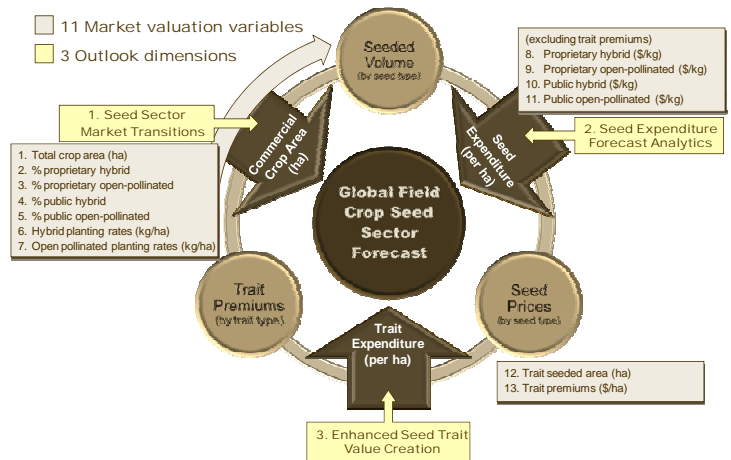 11 Market valuation variables
3 Outlook dimensions
Seeded
Volume
(by seed type)
(excluding trait premiums)
8. Proprietary hybrid ($/kg)
9. Proprietary open-pollinated ($/kg)
10. Public hybrid ($/kg)
11. Public open-pollinated ($/kg)
1. Seed Sector
Market Transitions
2. Seed Expenditure
Forecast Analytics
Commercial
Crop Area
(ha)
Seed
Expenditure
(per ha)
1. Total crop area (ha)
2. % proprietary hybrid
3. % proprietary open-pollinated
4. % public hybrid
5. % public open-pollinated
6. Hybrid planting rates (kg/ha)
7. Open pollinated planting rates (kg/ha)
Global Field
Crop Seed
Sector
Forecast
Trait
Premiums
(by trait type)
Seed
Prices
(by seed type)
Trait
Expenditure
(per ha)
12. Trait seeded area (ha)
13. Trait premiums ($/ha)
3. Enhanced Seed Trait
Value Creation